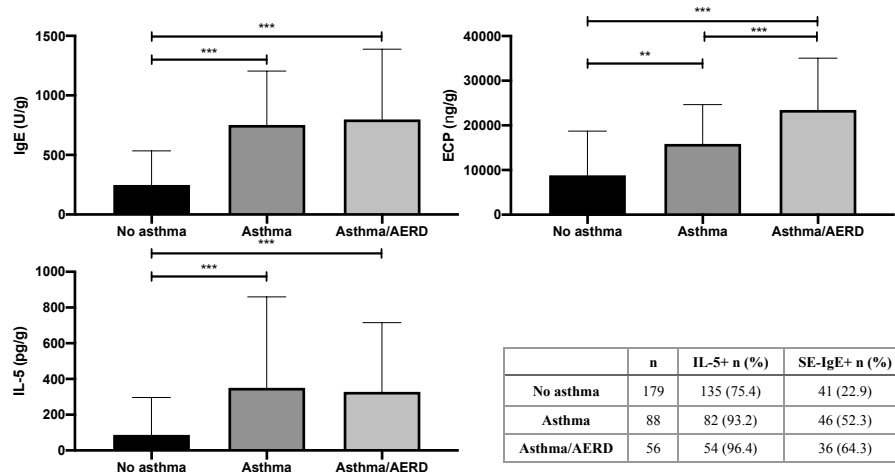 ***
***
1500
1000
500
0
IgE (U/g)
No asthma
Asthma
Asthma/AERD
***
***
**
40000
30000
20000
10000
0
ECP (ng/g)
No asthma
Asthma
Asthma/AERD
***
***
1000
800
600
400
200
0
IL-5 (pg/g)
No asthma
Asthma
Asthma/AERD
n IL-5+ n (%) SE-IgE+ n (%)
No asthma 179 135 (75.4) 41 (22.9)
Asthma 88 82 (93.2) 46 (52.3)
Asthma/AERD 56 54 (96.4) 36 (64.3)